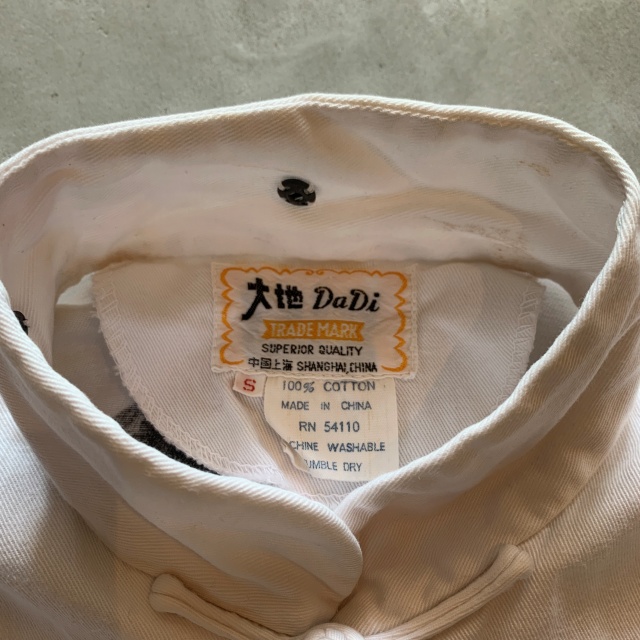 大地 DaDi
TRADE MARK
SUPERIOR QUALITY
中国上海 SHANGHAI, CHINA
S
100% COTTON
MADE IN CHINA
RN 54110
CHINE WASHABLE
UMBLE DRY